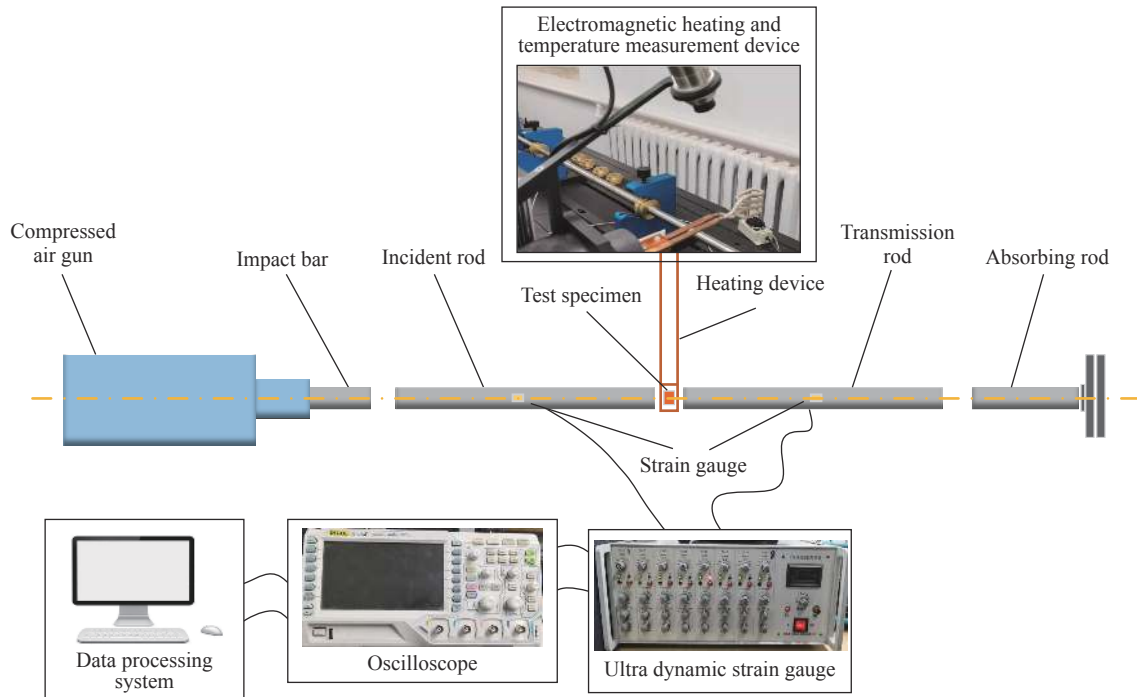 Electromagnetic heating and
temperature measurement device
Compressed
air gun
Impact bar
Incident rod
Test specimen
Heating device
Transmission
rod
Absorbing rod
Strain gauge
Data processing
system
Oscilloscope
Ultra dynamic strain gauge